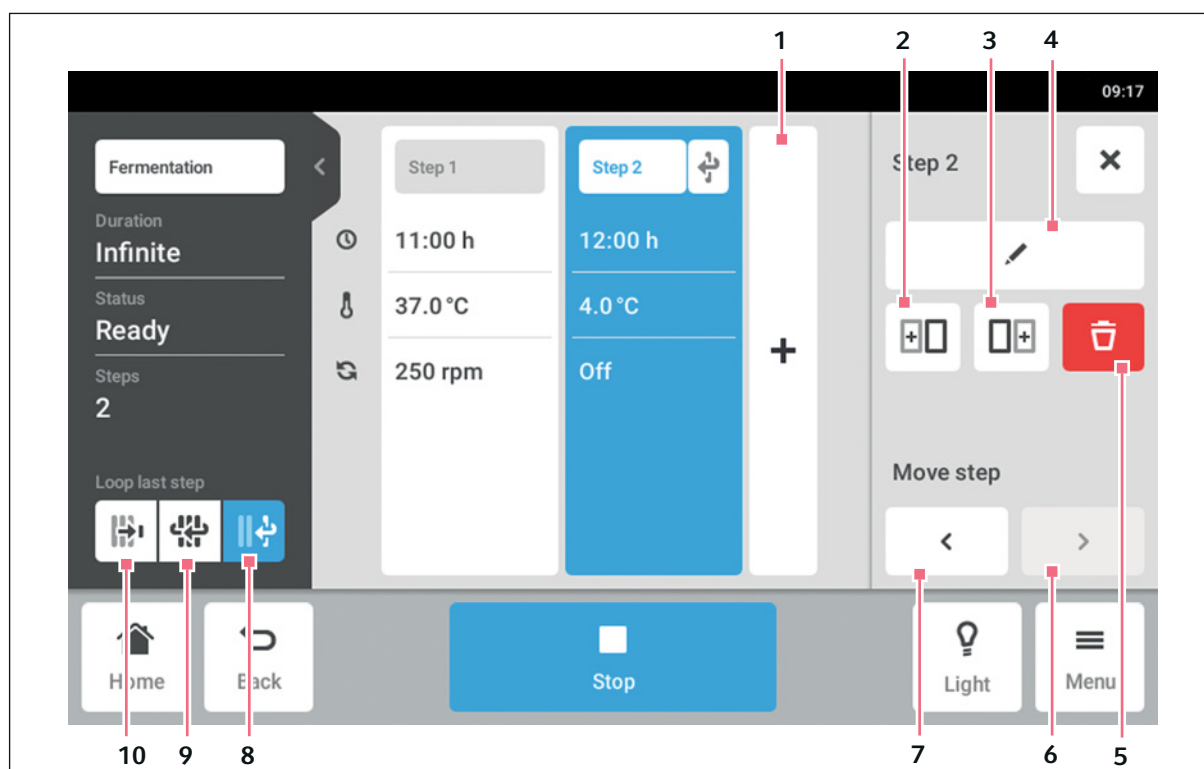 1
2
3
4
09:17
Fermentation
Duration
Infinite
Status
Ready
Steps
2
Loop last step
Step 1
11:00 h
37.0 °C
250 rpm
Step 2
12:00 h
4.0 °C
Off
+
Step 2
Move step
Home
Back
Stop
Light
Menu
10
9
8
7
6
5